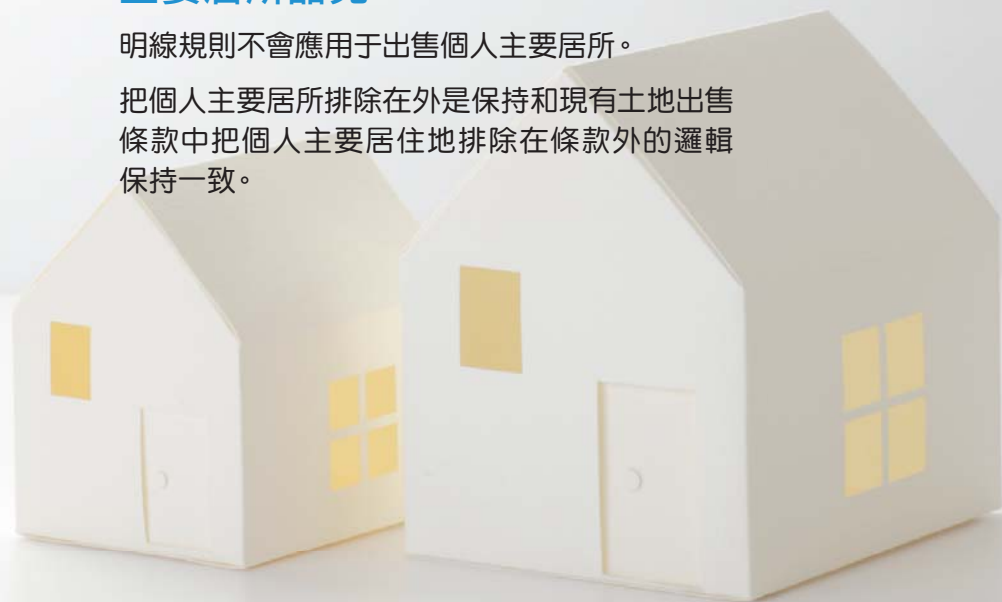 明線規則不會應用于出售個人主要居所。
把個人主要居所排除在外是保持和現有土地出售
條款中把個人主要居住地排除在條款外的邏輯
保持一致。